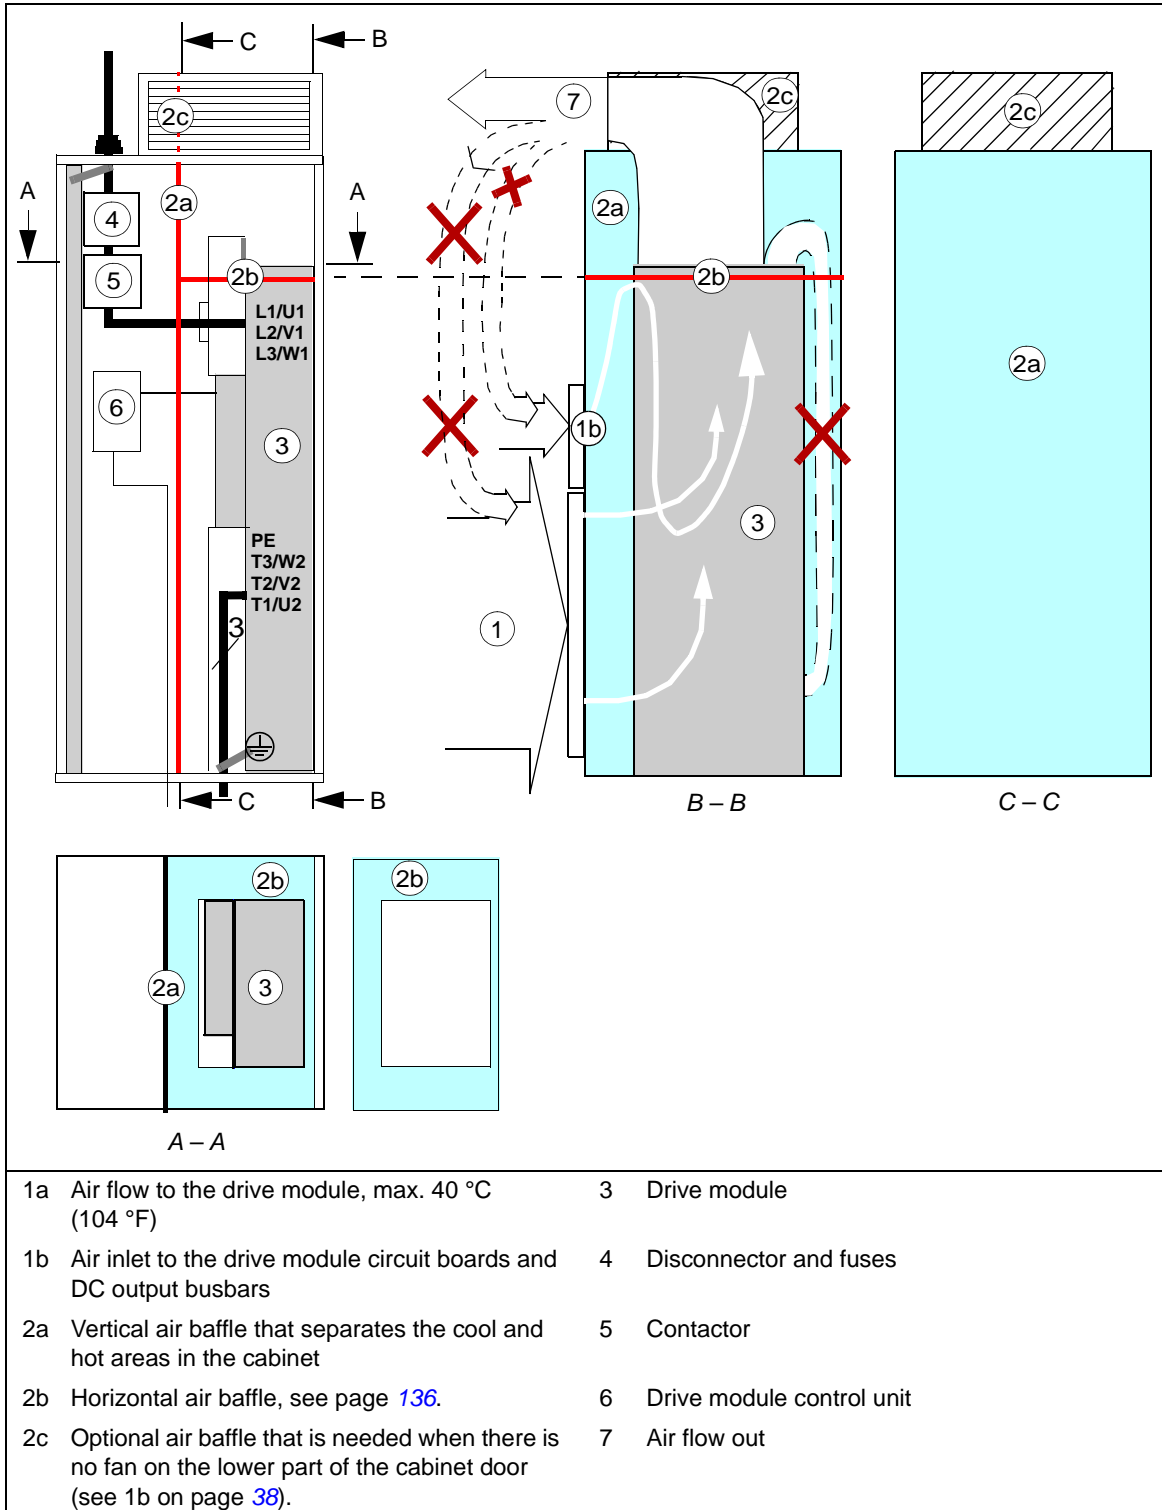 C
B
2c
7
2c
2c
A
4
2a
A
2a
5
2b
2b
L1/U1
L2/V1
L3/W1
2a
6
1b
3
3
PE
T3/W2
T2/V2
T1/U2
3
1
C
B
B – B
C – C
2b
2b
2a
3
A – A
1a Air flow to the drive module, max. 40 °C
(104 °F)
3 Drive module
1b Air inlet to the drive module circuit boards and
DC output busbars
4 Disconnector and fuses
2a Vertical air baffle that separates the cool and
hot areas in the cabinet
5 Contactor
2b Horizontal air baffle, see page 136.
6 Drive module control unit
2c Optional air baffle that is needed when there is
no fan on the lower part of the cabinet door
(see 1b on page 38).
7 Air flow out